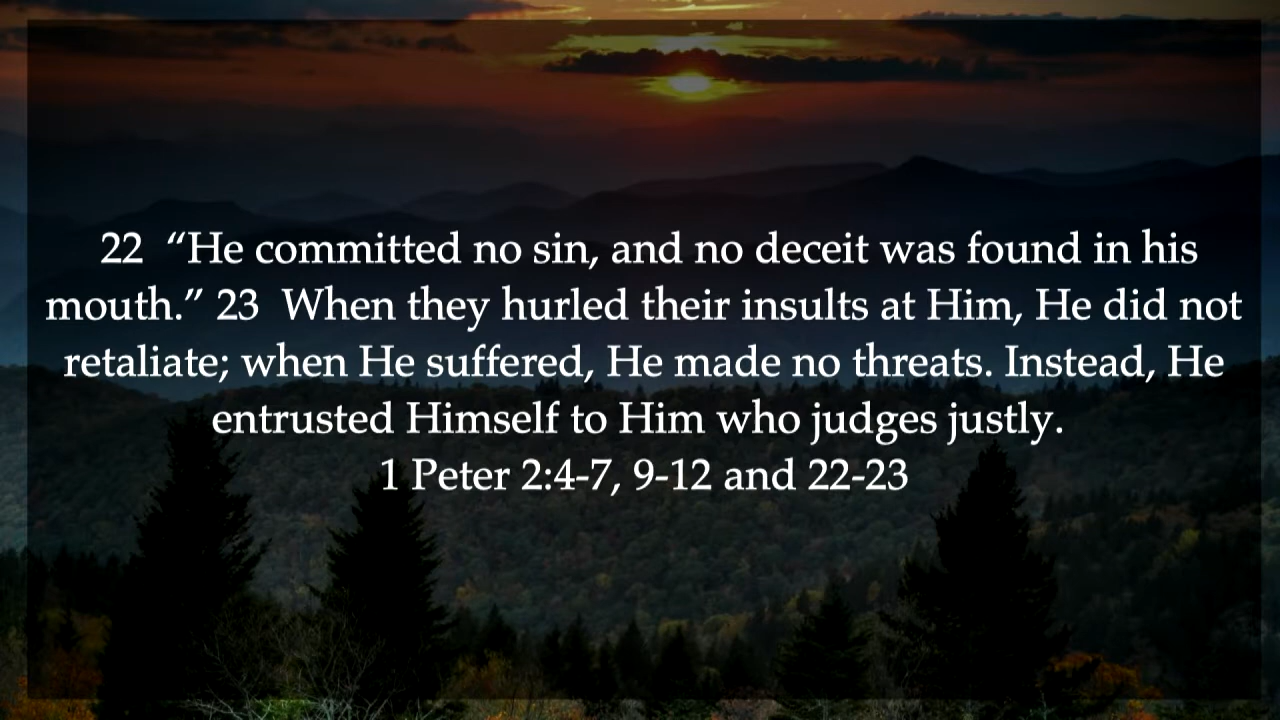 22  “He committed no sin, and no deceit was found in his
mouth.” 23  When they hurled their insults at Him, He did not
retaliate; when He suffered, He made no threats. Instead, He
entrusted Himself to Him who judges justly.
1 Peter 2:4-7, 9-12 and 22-23